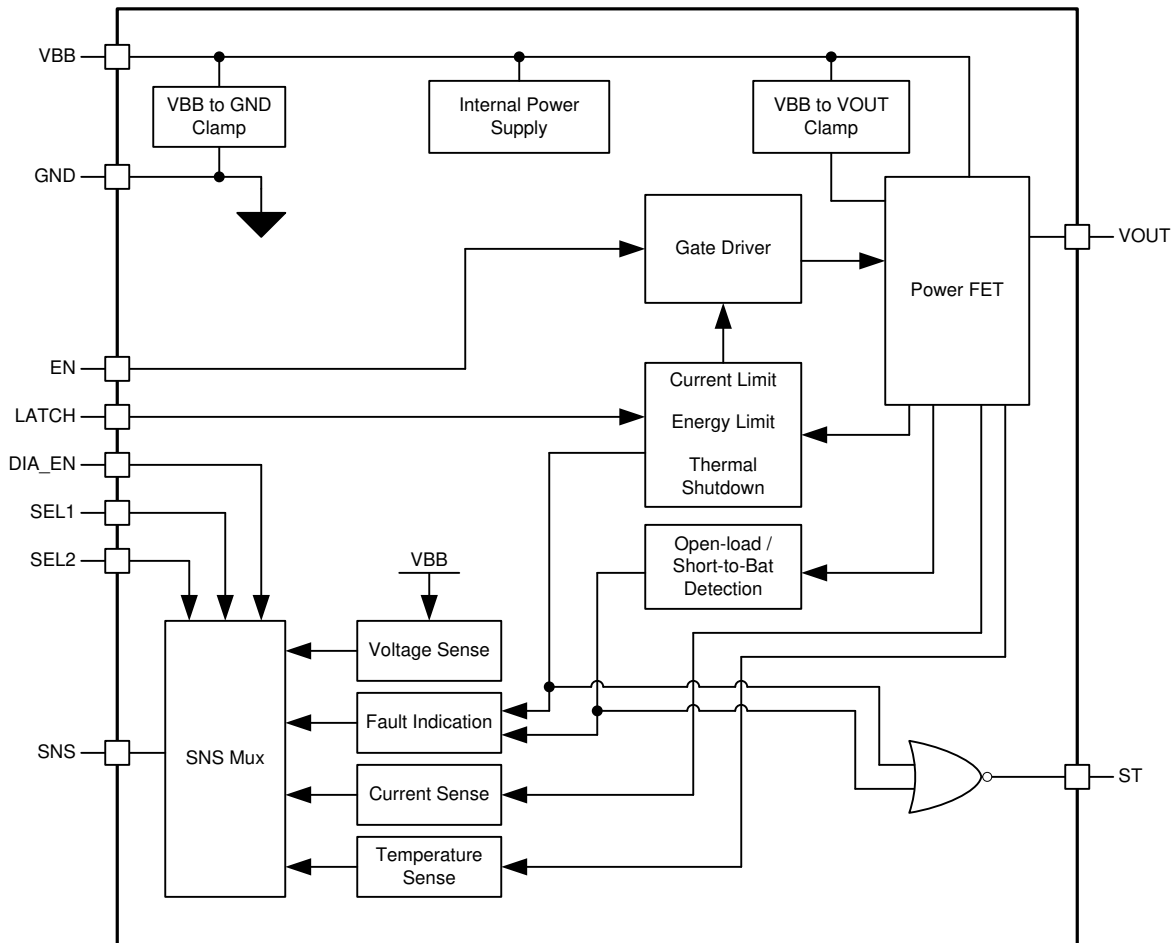 VBB
VBB to GND
Clamp
Internal Power
Supply
VBB to VOUT
Clamp
GND
Gate Driver
Power FET
VOUT
EN
LATCH
Current Limit
Energy Limit
Thermal
Shutdown
DIA_EN
SEL1
SEL2
Open-load /
Short-to-Bat
Detection
VBB
Voltage Sense
Fault Indication
SNS
SNS Mux
Current Sense
ST
Temperature
Sense